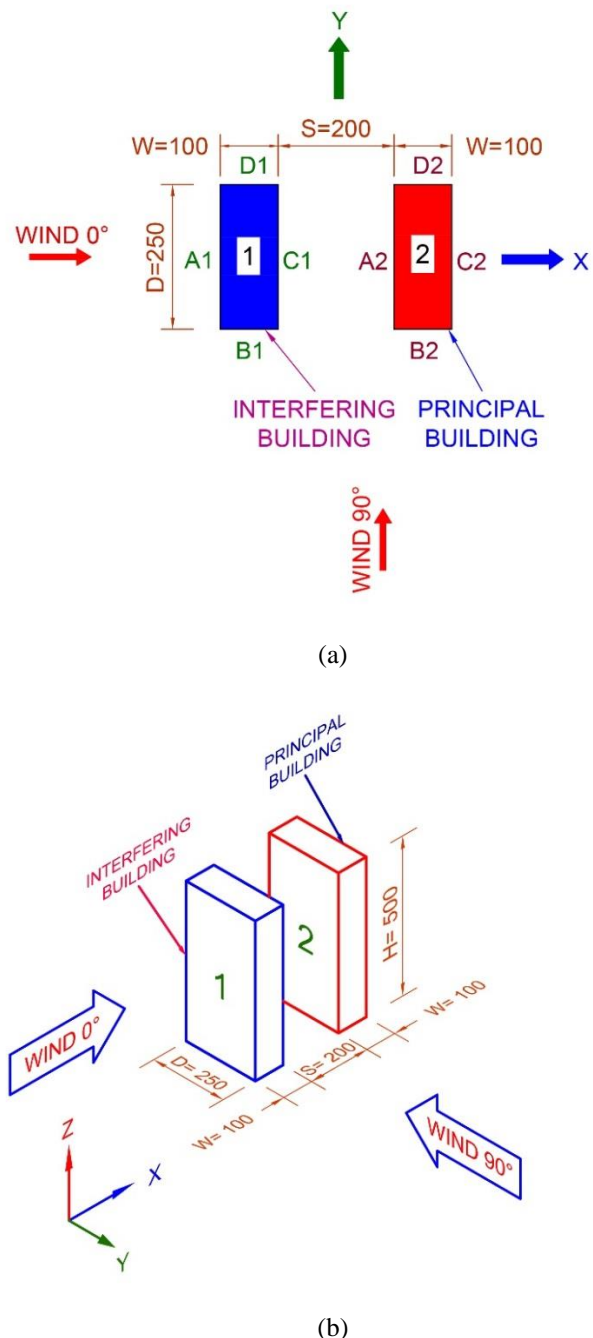 Y
S=200
W=100
W=100
D1
D2
WIND 0°
D=250
A1
1
C1
A2
2
C2
X
B1
B2
INTERFERING
BUILDING
PRINCIPAL
BUILDING
WIND 90°
(a)
PRINCIPAL
BUILDING
INTERFERING
BUILDING
H= 500
2
1
WIND 0°
D= 250
W= 100
S= 200
W= 100
WIND 90°
Z
X
Y
(b)